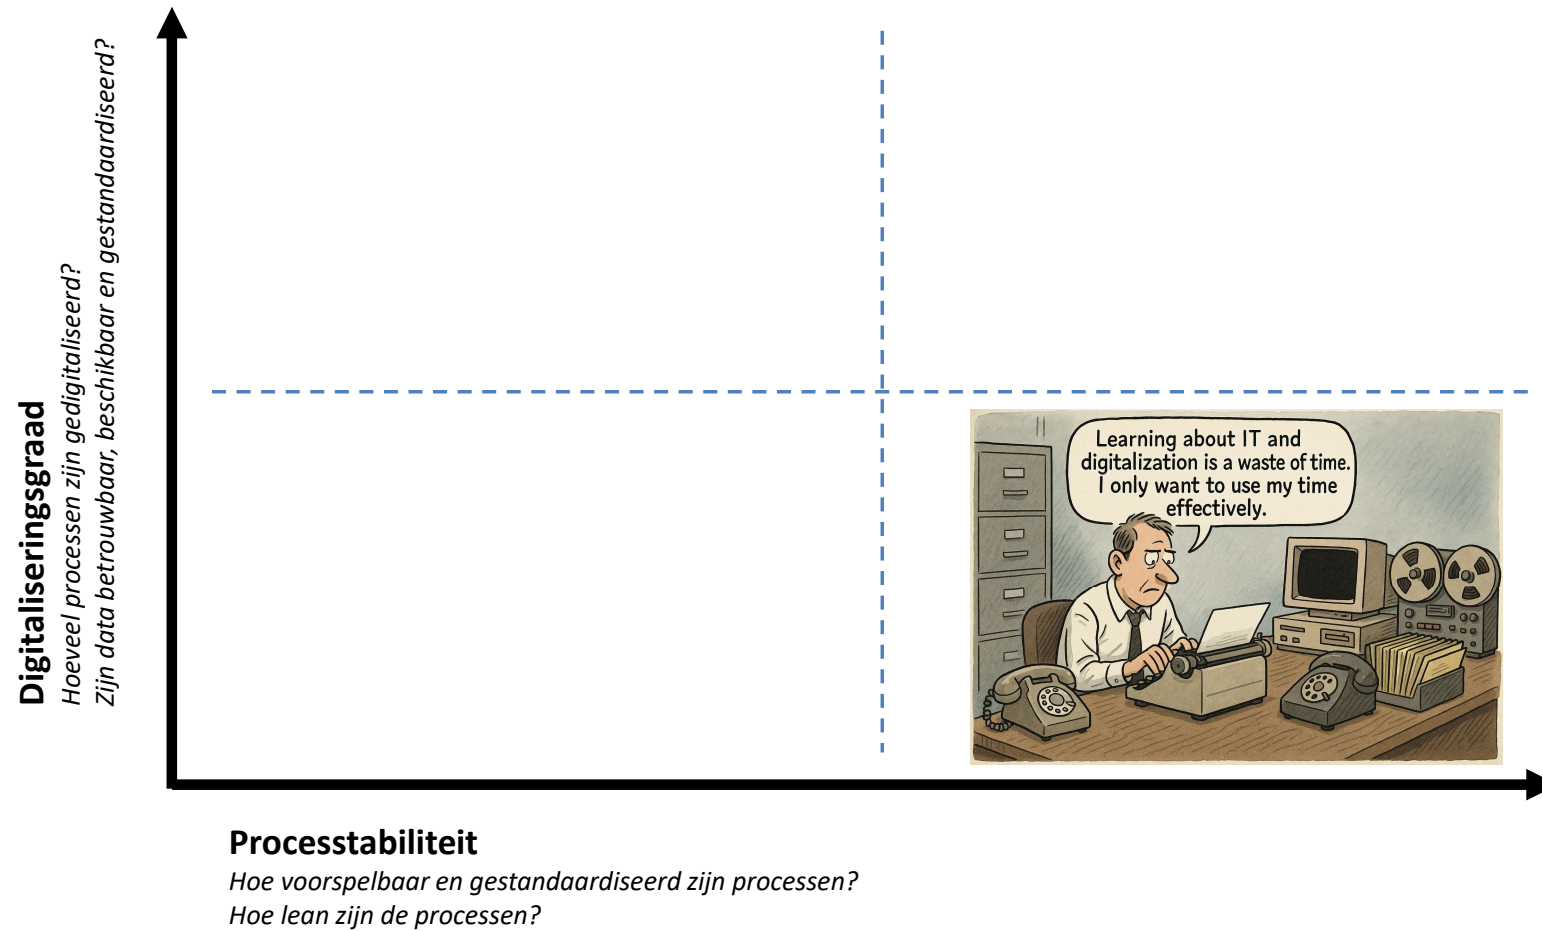 Digitaliseringsgraad
Hoeveel processen zijn gedigitaliseerd?
Zijn data betrouwbaar, beschikbaar en gestandaardiseerd?
Learning about IT and
digitalization is a waste of time.
I only want to use my time
effectively.
Processtabiliteit
Hoe voorspelbaar en gestandaardiseerd zijn processen?
Hoe lean zijn de processen?